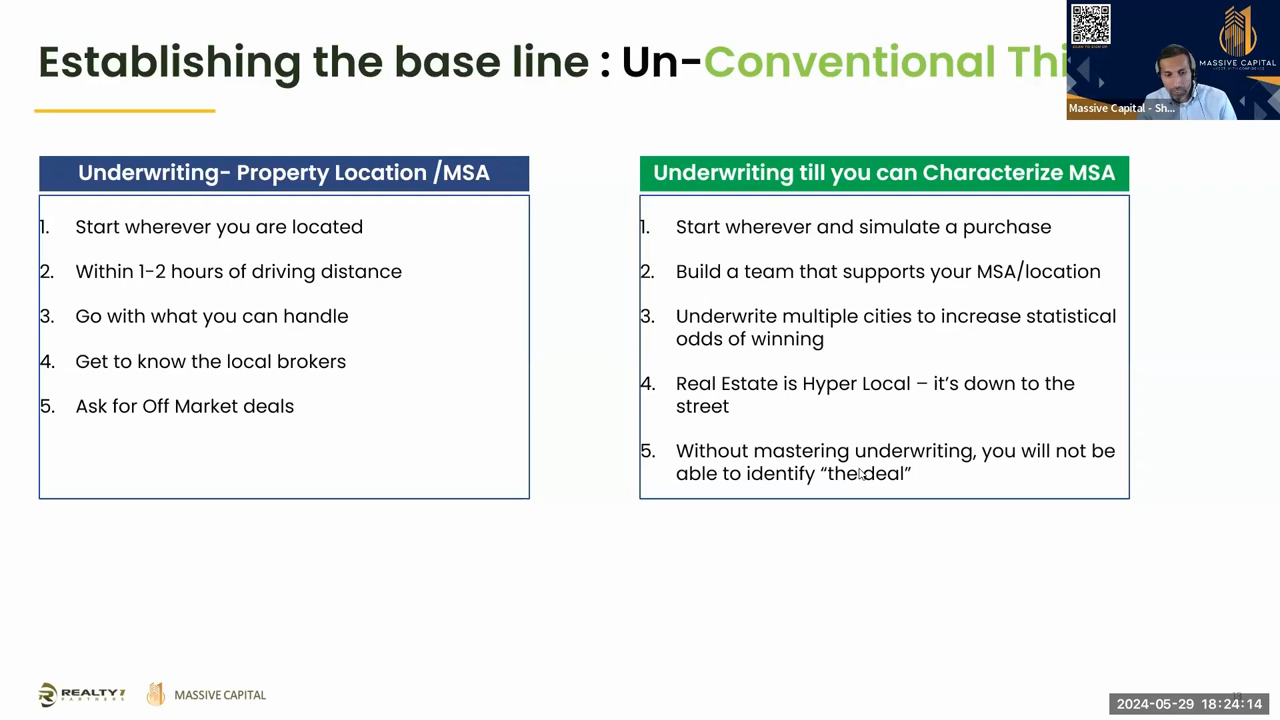 Establishing the base line : Un-Conventional Thi
MASSIVE CAPITAL
Massive Capital - Sh...
Underwriting- Property Location /MSA
1. Start wherever you are located
2. Within 1-2 hours of driving distance
3. Go with what you can handle
4. Get to know the local brokers
5. Ask for Off Market deals
Underwriting till you can Characterize MSA
1. Start wherever and simulate a purchase
2. Build a team that supports your MSA/location
3. Underwrite multiple cities to increase statistical
odds of winning
4. Real Estate is Hyper Local – it's down to the
street
5. Without mastering underwriting, you will not be
able to identify “the deal”
REALTY1
PARTNERS
MASSIVE CAPITAL
2024-05-29 18:24:14